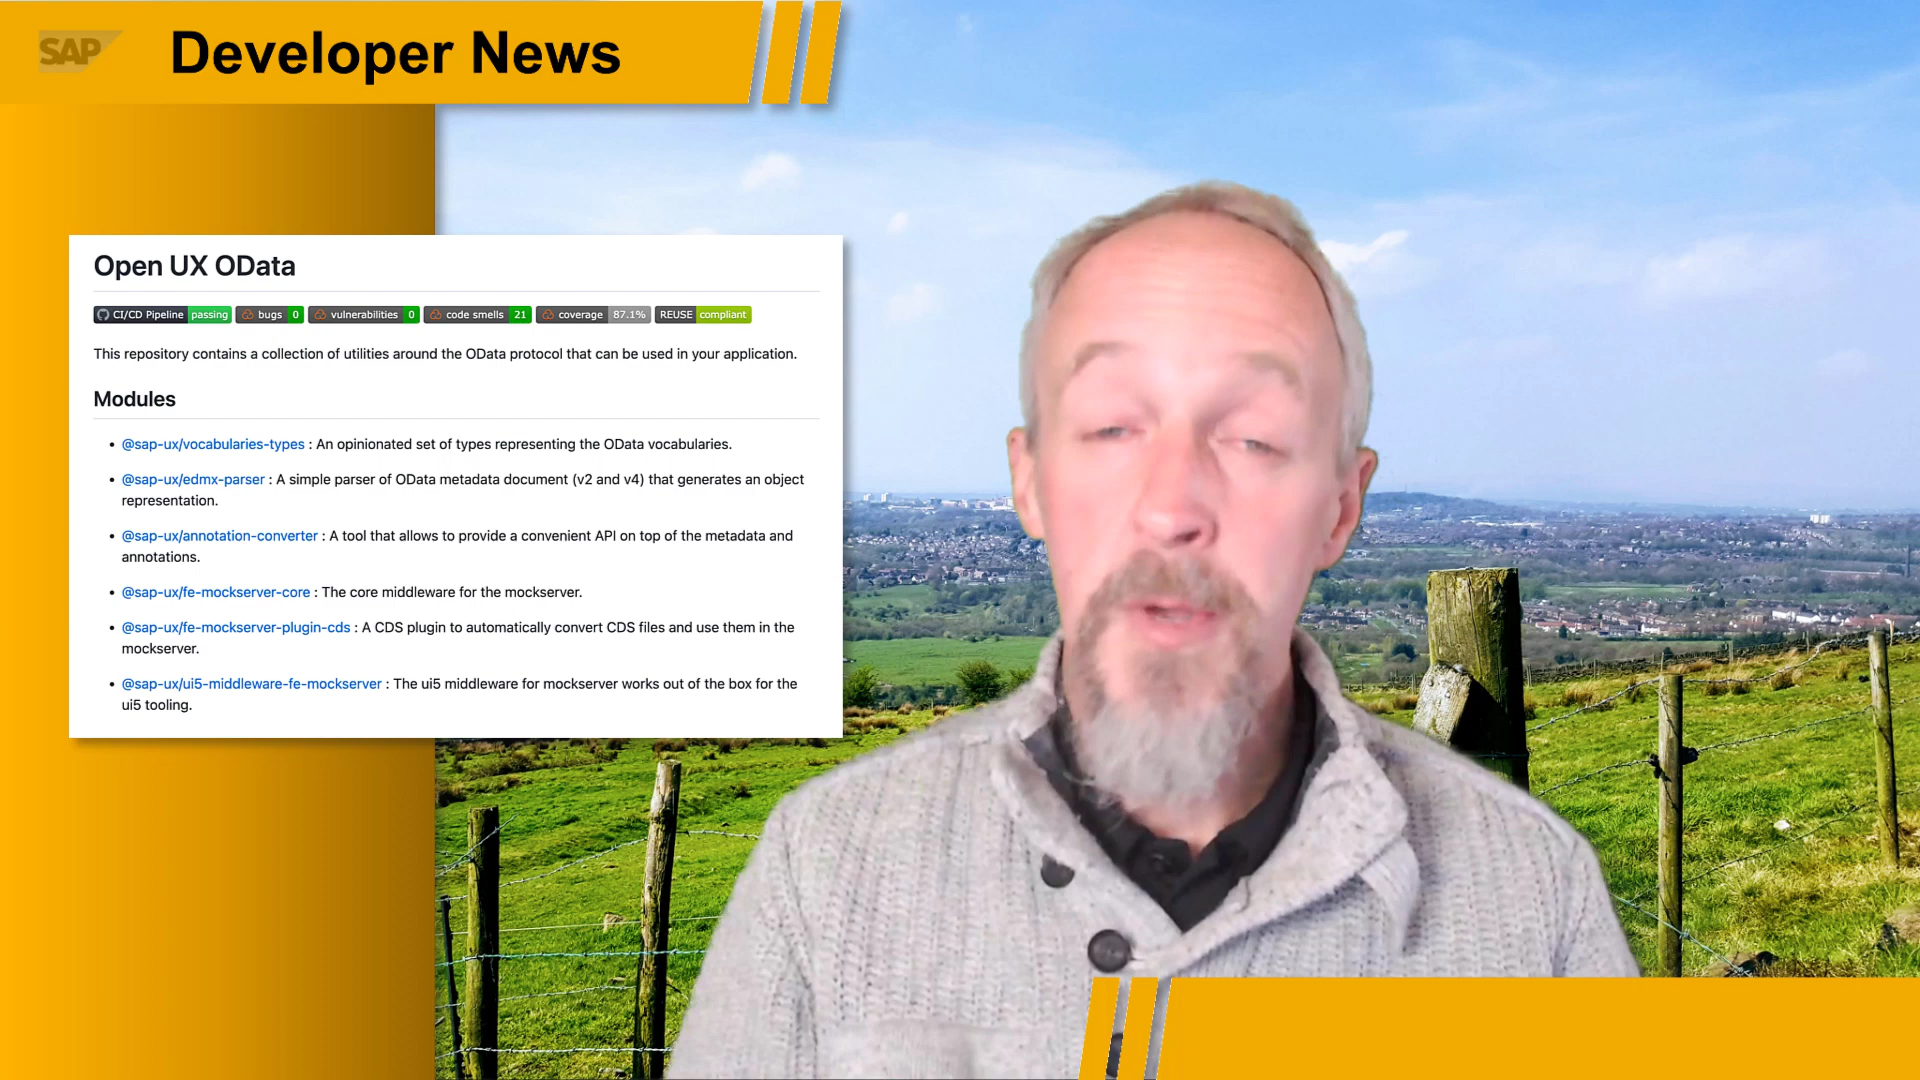 SAP
Developer News
Open UX OData
CI/CD Pipeline passing bugs 0 vulnerabilities 0 code smells 21 coverage 87.1% REUSE compliant
This repository contains a collection of utilities around the OData protocol that can be used in your application.
Modules
• @sap-ux/vocabularies-types : An opinionated set of types representing the OData vocabularies.
• @sap-ux/edmx-parser : A simple parser of OData metadata document (v2 and v4) that generates an object
representation.
• @sap-ux/annotation-converter : A tool that allows to provide a convenient API on top of the metadata and
annotations.
• @sap-ux/fe-mockserver-core : The core middleware for the mockserver.
• @sap-ux/fe-mockserver-plugin-cds : A CDS plugin to automatically convert CDS files and use them in the
mockserver.
• @sap-ux/ui5-middleware-fe-mockserver : The ui5 middleware for mockserver works out of the box for the
ui5 tooling.